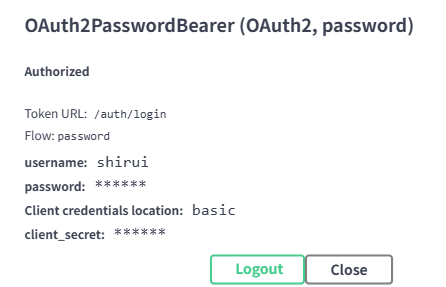 OAuth2PasswordBearer (OAuth2, password)
Authorized
Token URL: /auth/login
Flow: password
username: shirui
password: ******
Client credentials location: basic
client_secret: ******
Logout Close